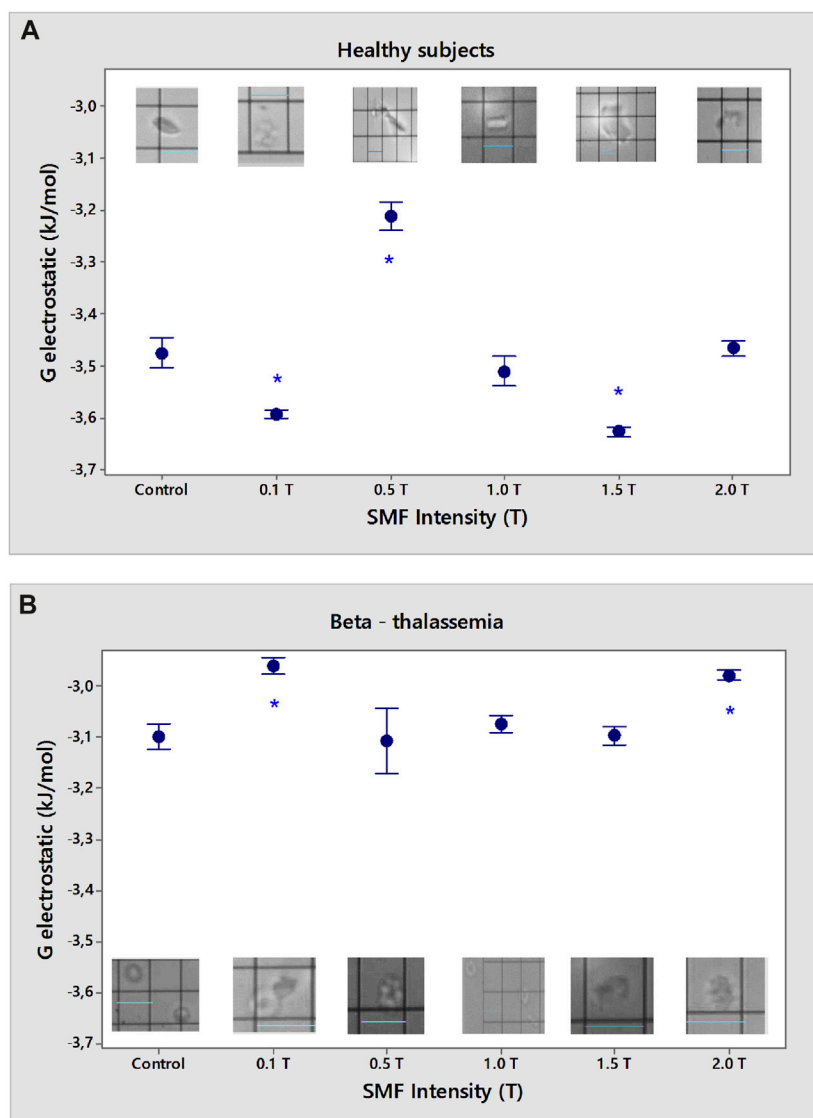 A
Healthy subjects
G electrostatic (kJ/mol)
-3,0
-3,1
-3,2
-3,3
-3,4
-3,5
-3,6
-3,7
*
*
*
Control 0.1 T 0.5 T 1.0 T 1.5 T 2.0 T
SMF Intensity (T)
B
Beta - thalassemia
G electrostatic (kJ/mol)
-3,0
-3,1
-3,2
-3,3
-3,4
-3,5
-3,6
-3,7
*
*
Control 0.1 T 0.5 T 1.0 T 1.5 T 2.0 T
SMF Intensity (T)